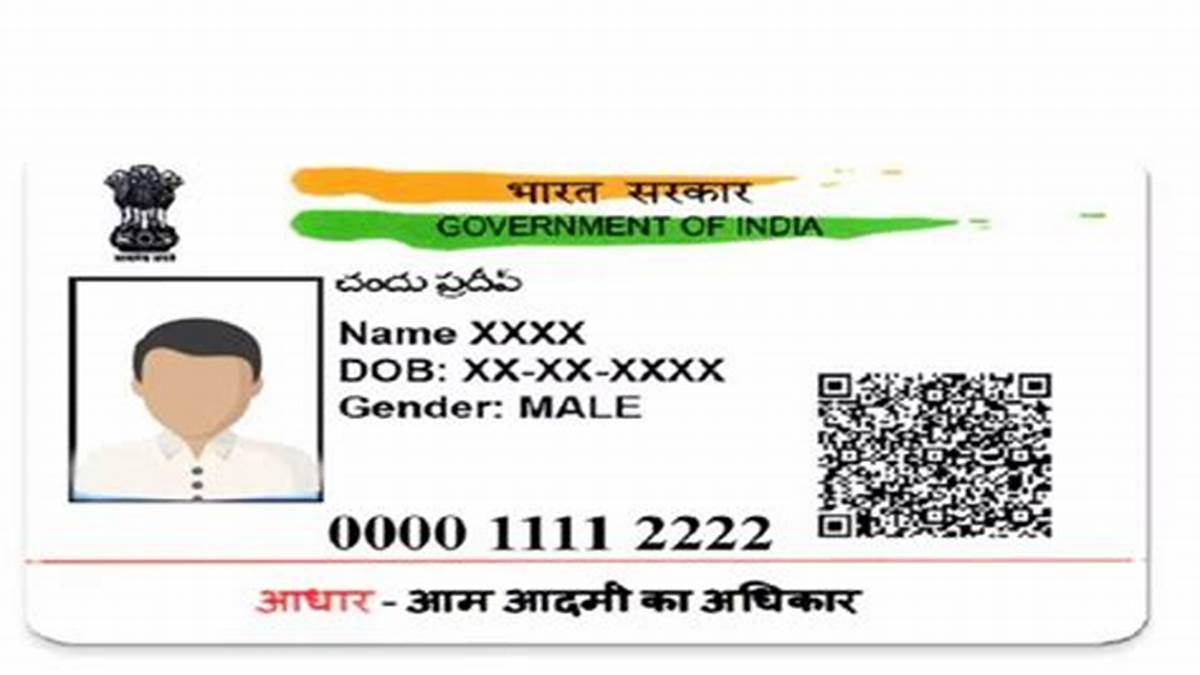 भारत सरकार
GOVERNMENT OF INDIA
చందు ప్రదీప్
Name XXXX
DOB: XX-XX-XXXX
Gender: MALE
0000 1111 2222
आधार - आम आदमी का अधिकार